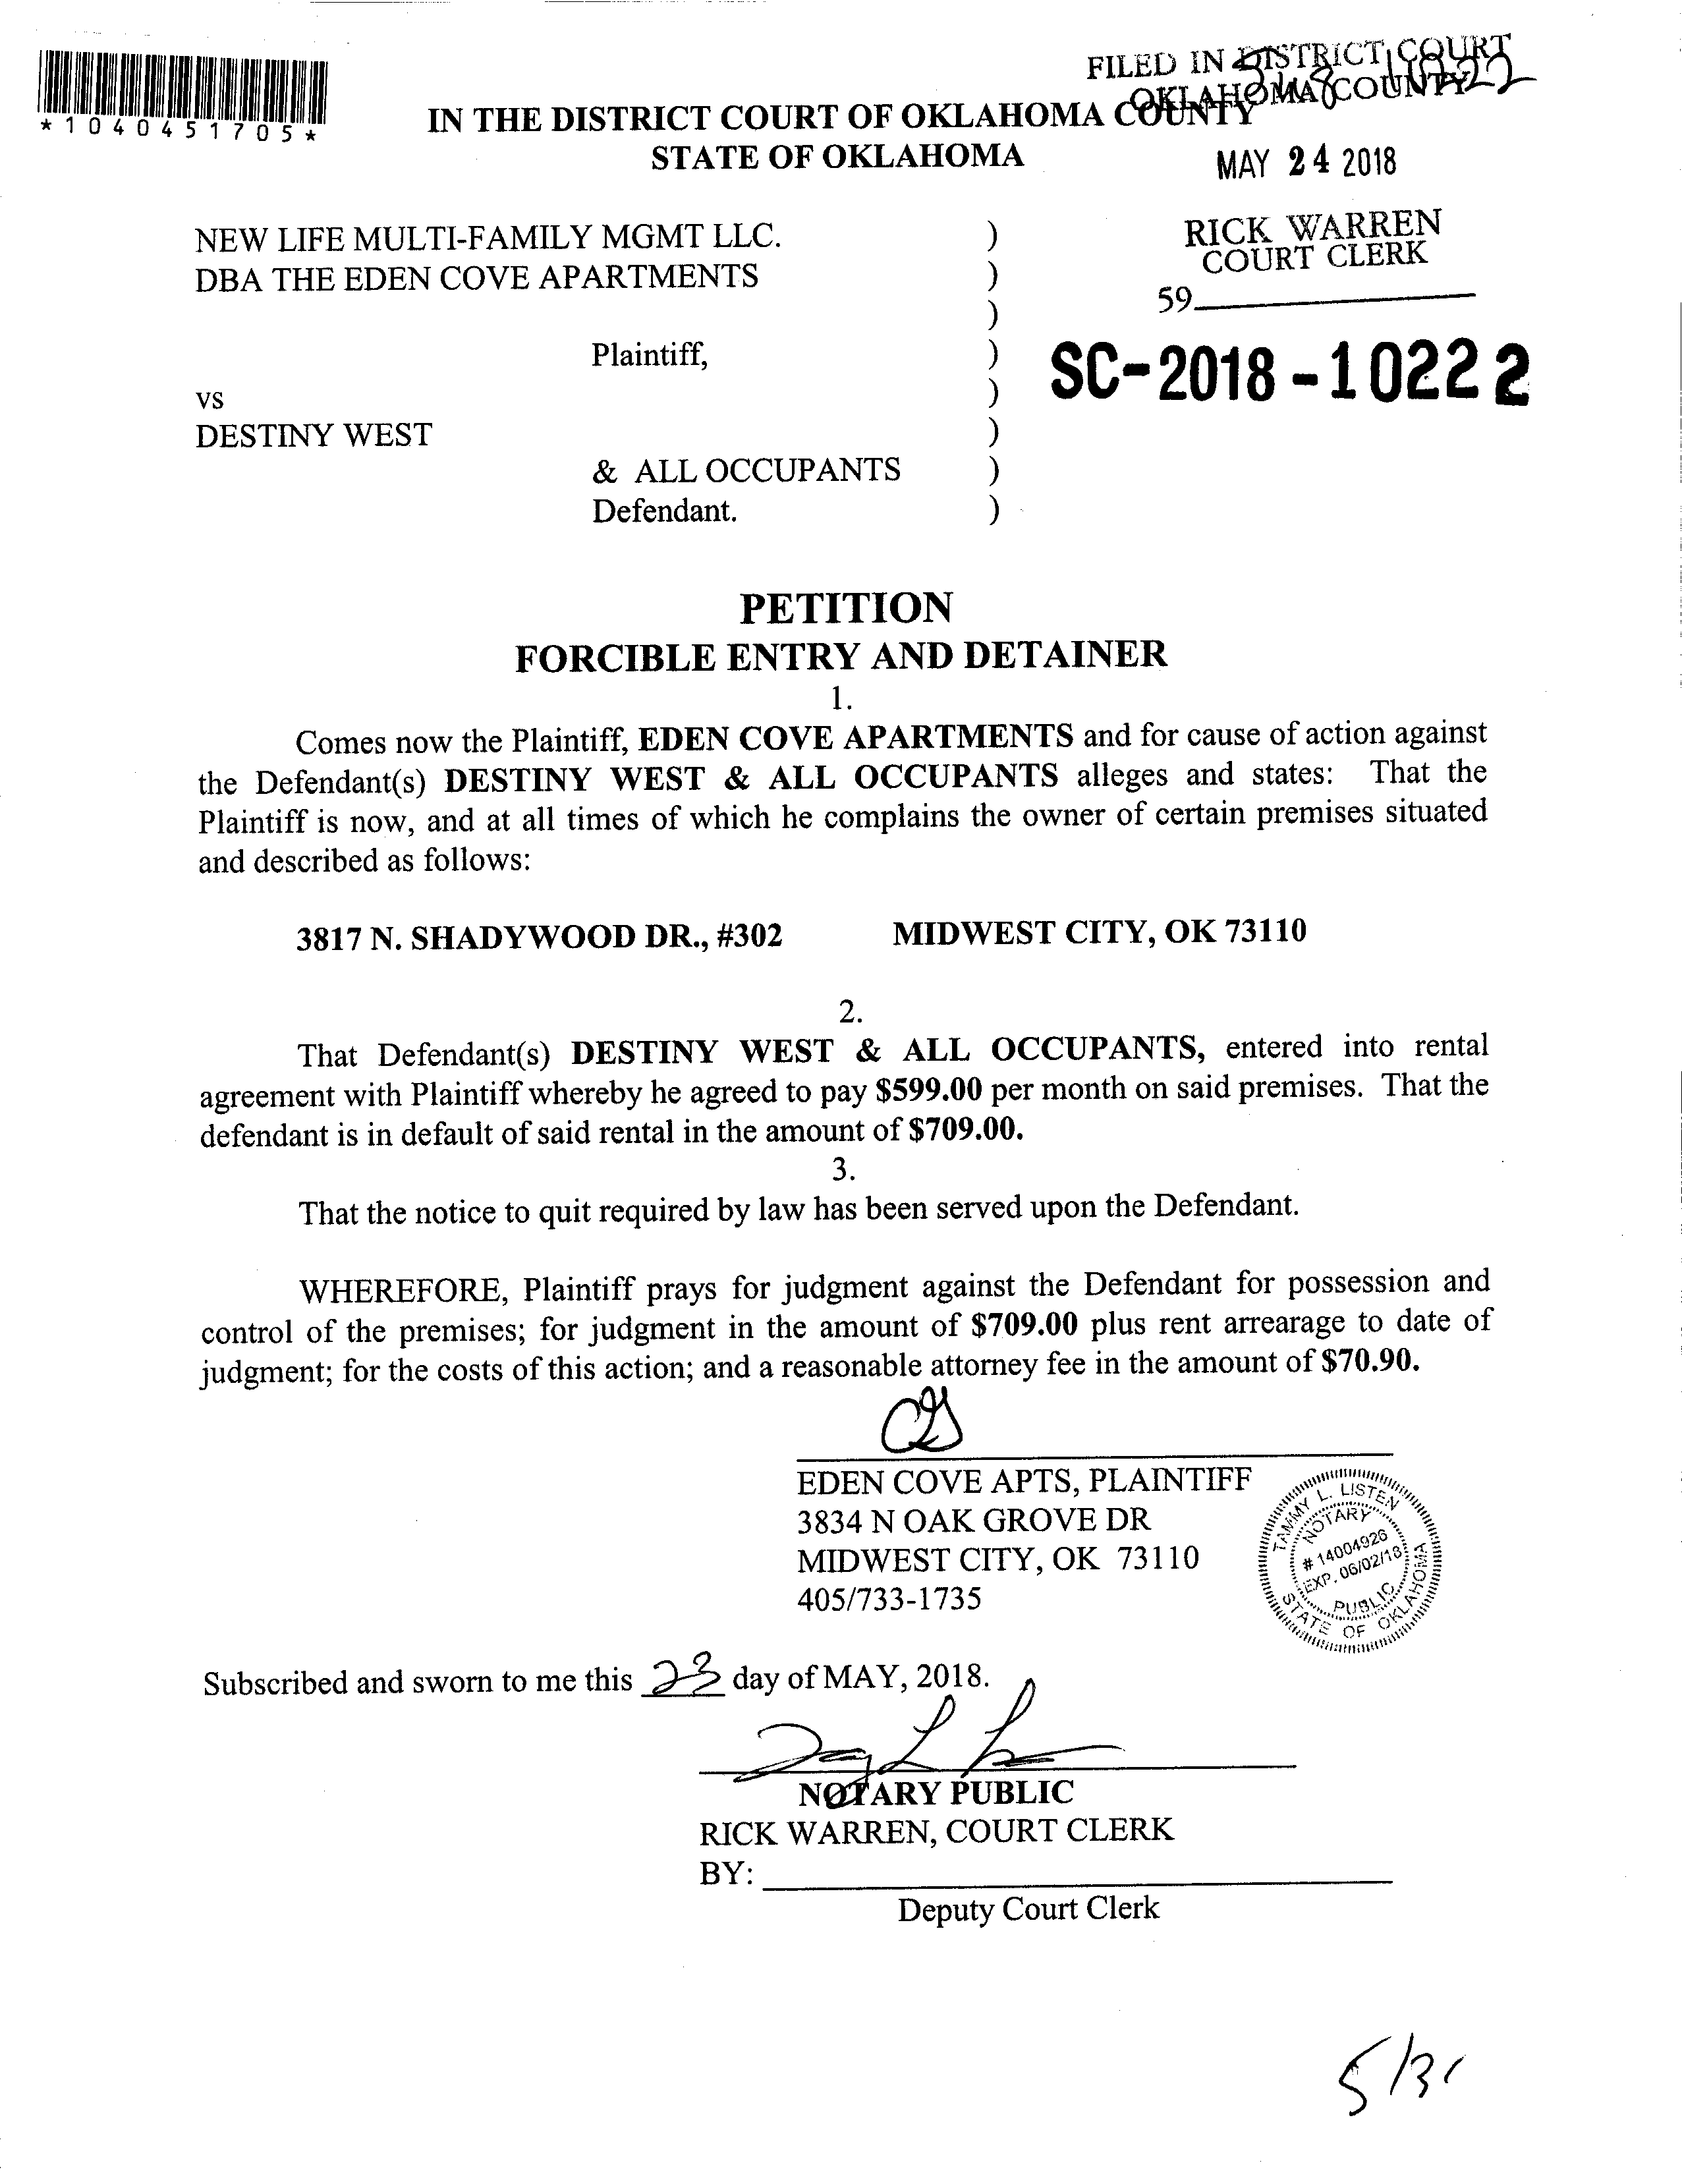 *1040451705*
FILED IN DISTRICT COURT
OKLAHOMA COUNTY
IN THE DISTRICT COURT OF OKLAHOMA COUNTY
STATE OF OKLAHOMA
MAY 24 2018
NEW LIFE MULTI-FAMILY MGMT LLC. )
DBA THE EDEN COVE APARTMENTS )
)
RICK WARREN
COURT CLERK
59
Plaintiff, )
SC-2018-10222
vs )
DESTINY WEST )
& ALL OCCUPANTS )
Defendant. )
PETITION
FORCIBLE ENTRY AND DETAINER
1.
Comes now the Plaintiff, EDEN COVE APARTMENTS and for cause of action against
the Defendant(s) DESTINY WEST & ALL OCCUPANTS alleges and states: That the
Plaintiff is now, and at all times of which he complains the owner of certain premises situated
and described as follows:
3817 N. SHADYWOOD DR., #302 MIDWEST CITY, OK 73110
2.
That Defendant(s) DESTINY WEST & ALL OCCUPANTS, entered into rental
agreement with Plaintiff whereby he agreed to pay $599.00 per month on said premises. That the
defendant is in default of said rental in the amount of $709.00.
3.
That the notice to quit required by law has been served upon the Defendant.
WHEREFORE, Plaintiff prays for judgment against the Defendant for possession and
control of the premises; for judgment in the amount of $709.00 plus rent arrearage to date of
judgment; for the costs of this action; and a reasonable attorney fee in the amount of $70.90.
EDEN COVE APTS, PLAINTIFF
3834 N OAK GROVE DR
MIDWEST CITY, OK 73110
405/733-1735
TAMMY L. LISTEN
NOTARY
# 14004926
EXP. 06/02/18
PUBLIC
STATE OF OKLAHOMA
Subscribed and sworn to me this 23 day of MAY, 2018.
NOTARY PUBLIC
RICK WARREN, COURT CLERK
BY:
Deputy Court Clerk
5/31